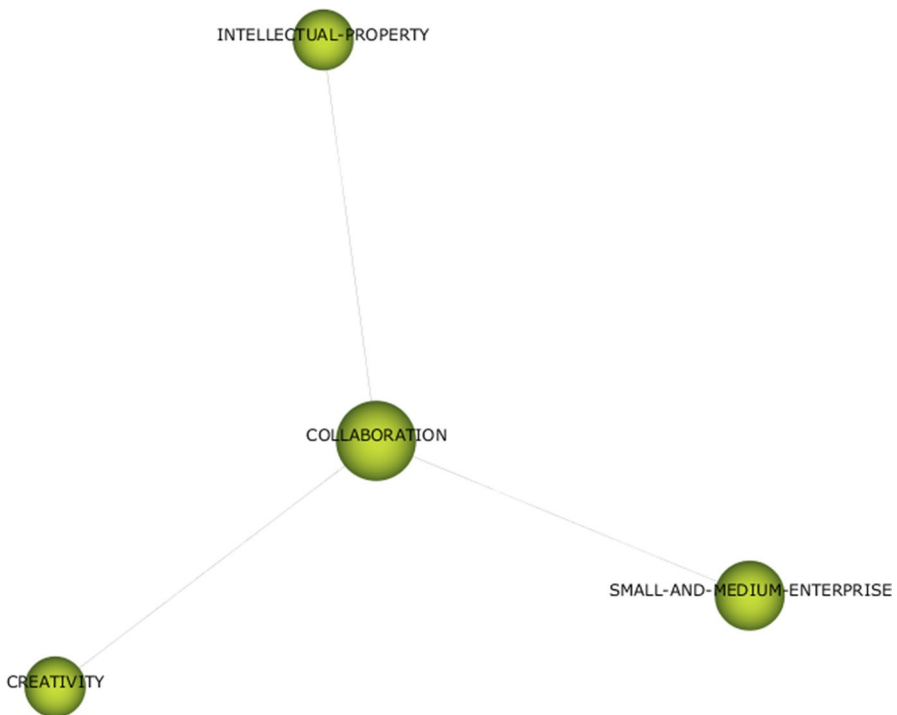 INTELLECTUAL-PROPERTY
COLLABORATION
SMALL-AND-MEDIUM-ENTERPRISE
CREATIVITY